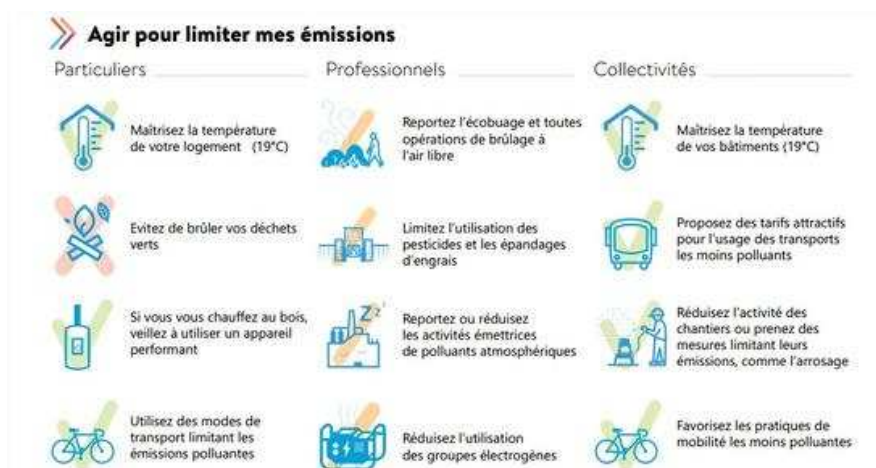 Agir pour limiter mes émissions
Particuliers
Maîtrisez la température
de votre logement (19°C)
Evitez de brûler vos déchets
verts
Si vous vous chauffez au bois,
veillez à utiliser un appareil
performant
Utilisez des modes de
transport limitant les
émissions polluantes
Professionnels
Reportez l'écobuage et toutes
opérations de brûlage à
l'air libre
Limitez l'utilisation des
pesticides et les épandages
d'engrais
Zzz
Reportez ou réduisez
les activités émettrices
de polluants atmosphériques
Réduisez l'utilisation
des groupes électrogènes
Collectivités
Maîtrisez la température
de vos bâtiments (19°C)
Proposez des tarifs attractifs
pour l'usage des transports
les moins polluants
Réduisez l'activité des
chantiers ou prenez des
mesures limitant leurs
émissions, comme l'arrosage
Favorisez les pratiques de
mobilité les moins polluantes